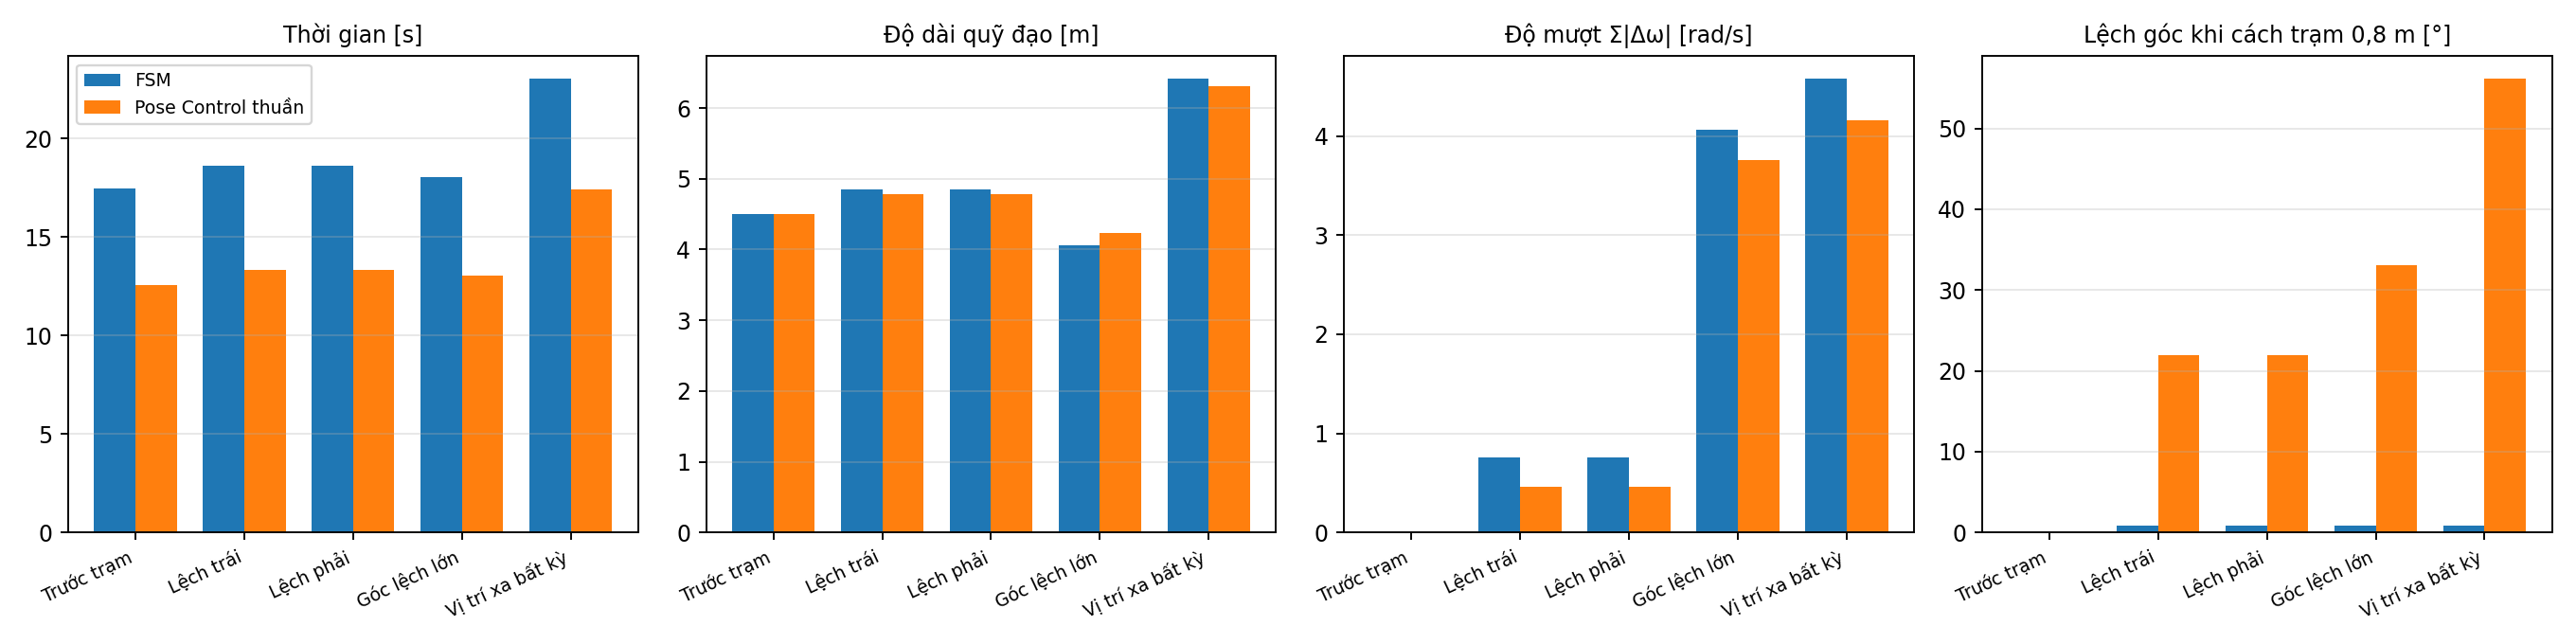 Thời gian [s]
FSM
Pose Control thuần
20
15
10
5
0
Trước trạm
Lệch trái
Lệch phải
Góc lệch lớn
Vị trí xa bất kỳ
Độ dài quỹ đạo [m]
6
5
4
3
2
1
0
Trước trạm
Lệch trái
Lệch phải
Góc lệch lớn
Vị trí xa bất kỳ
Độ mượt Σ|Δω| [rad/s]
4
3
2
1
0
Trước trạm
Lệch trái
Lệch phải
Góc lệch lớn
Vị trí xa bất kỳ
Lệch góc khi cách trạm 0,8 m [°]
50
40
30
20
10
0
Trước trạm
Lệch trái
Lệch phải
Góc lệch lớn
Vị trí xa bất kỳ